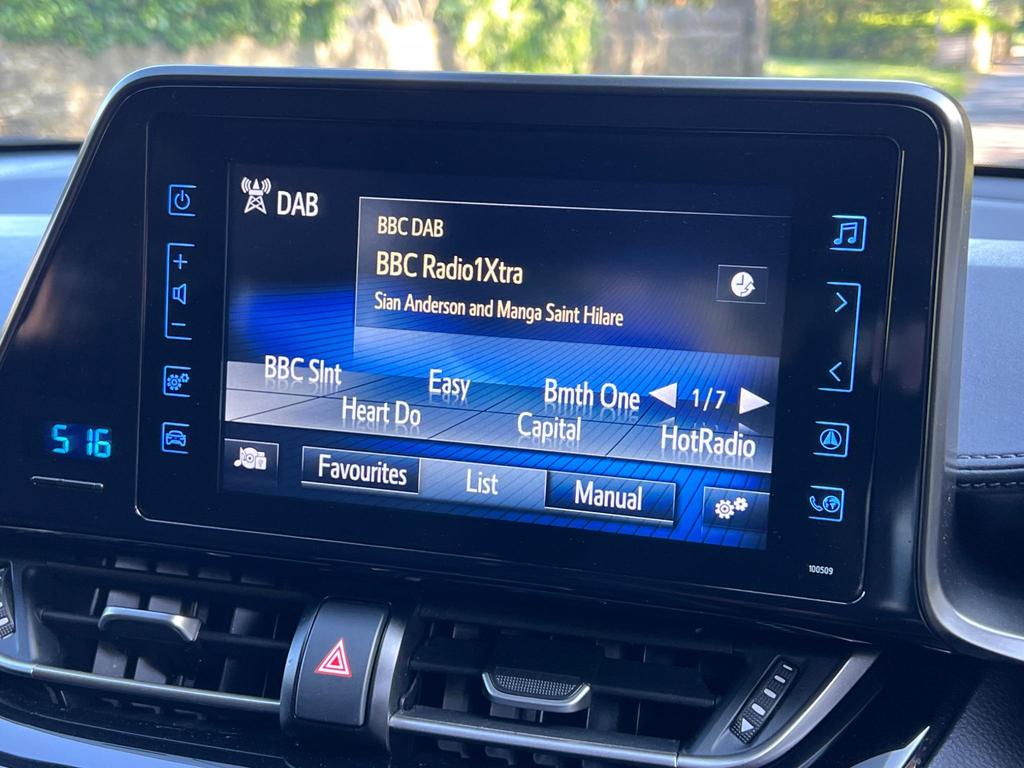 DAB
BBC DAB
BBC Radio1Xtra
Sian Anderson and Manga Saint Hilare
BBC Slnt Easy Bmth One 1/7
Heart Do Capital HotRadio
Favourites List Manual
5 16
100509